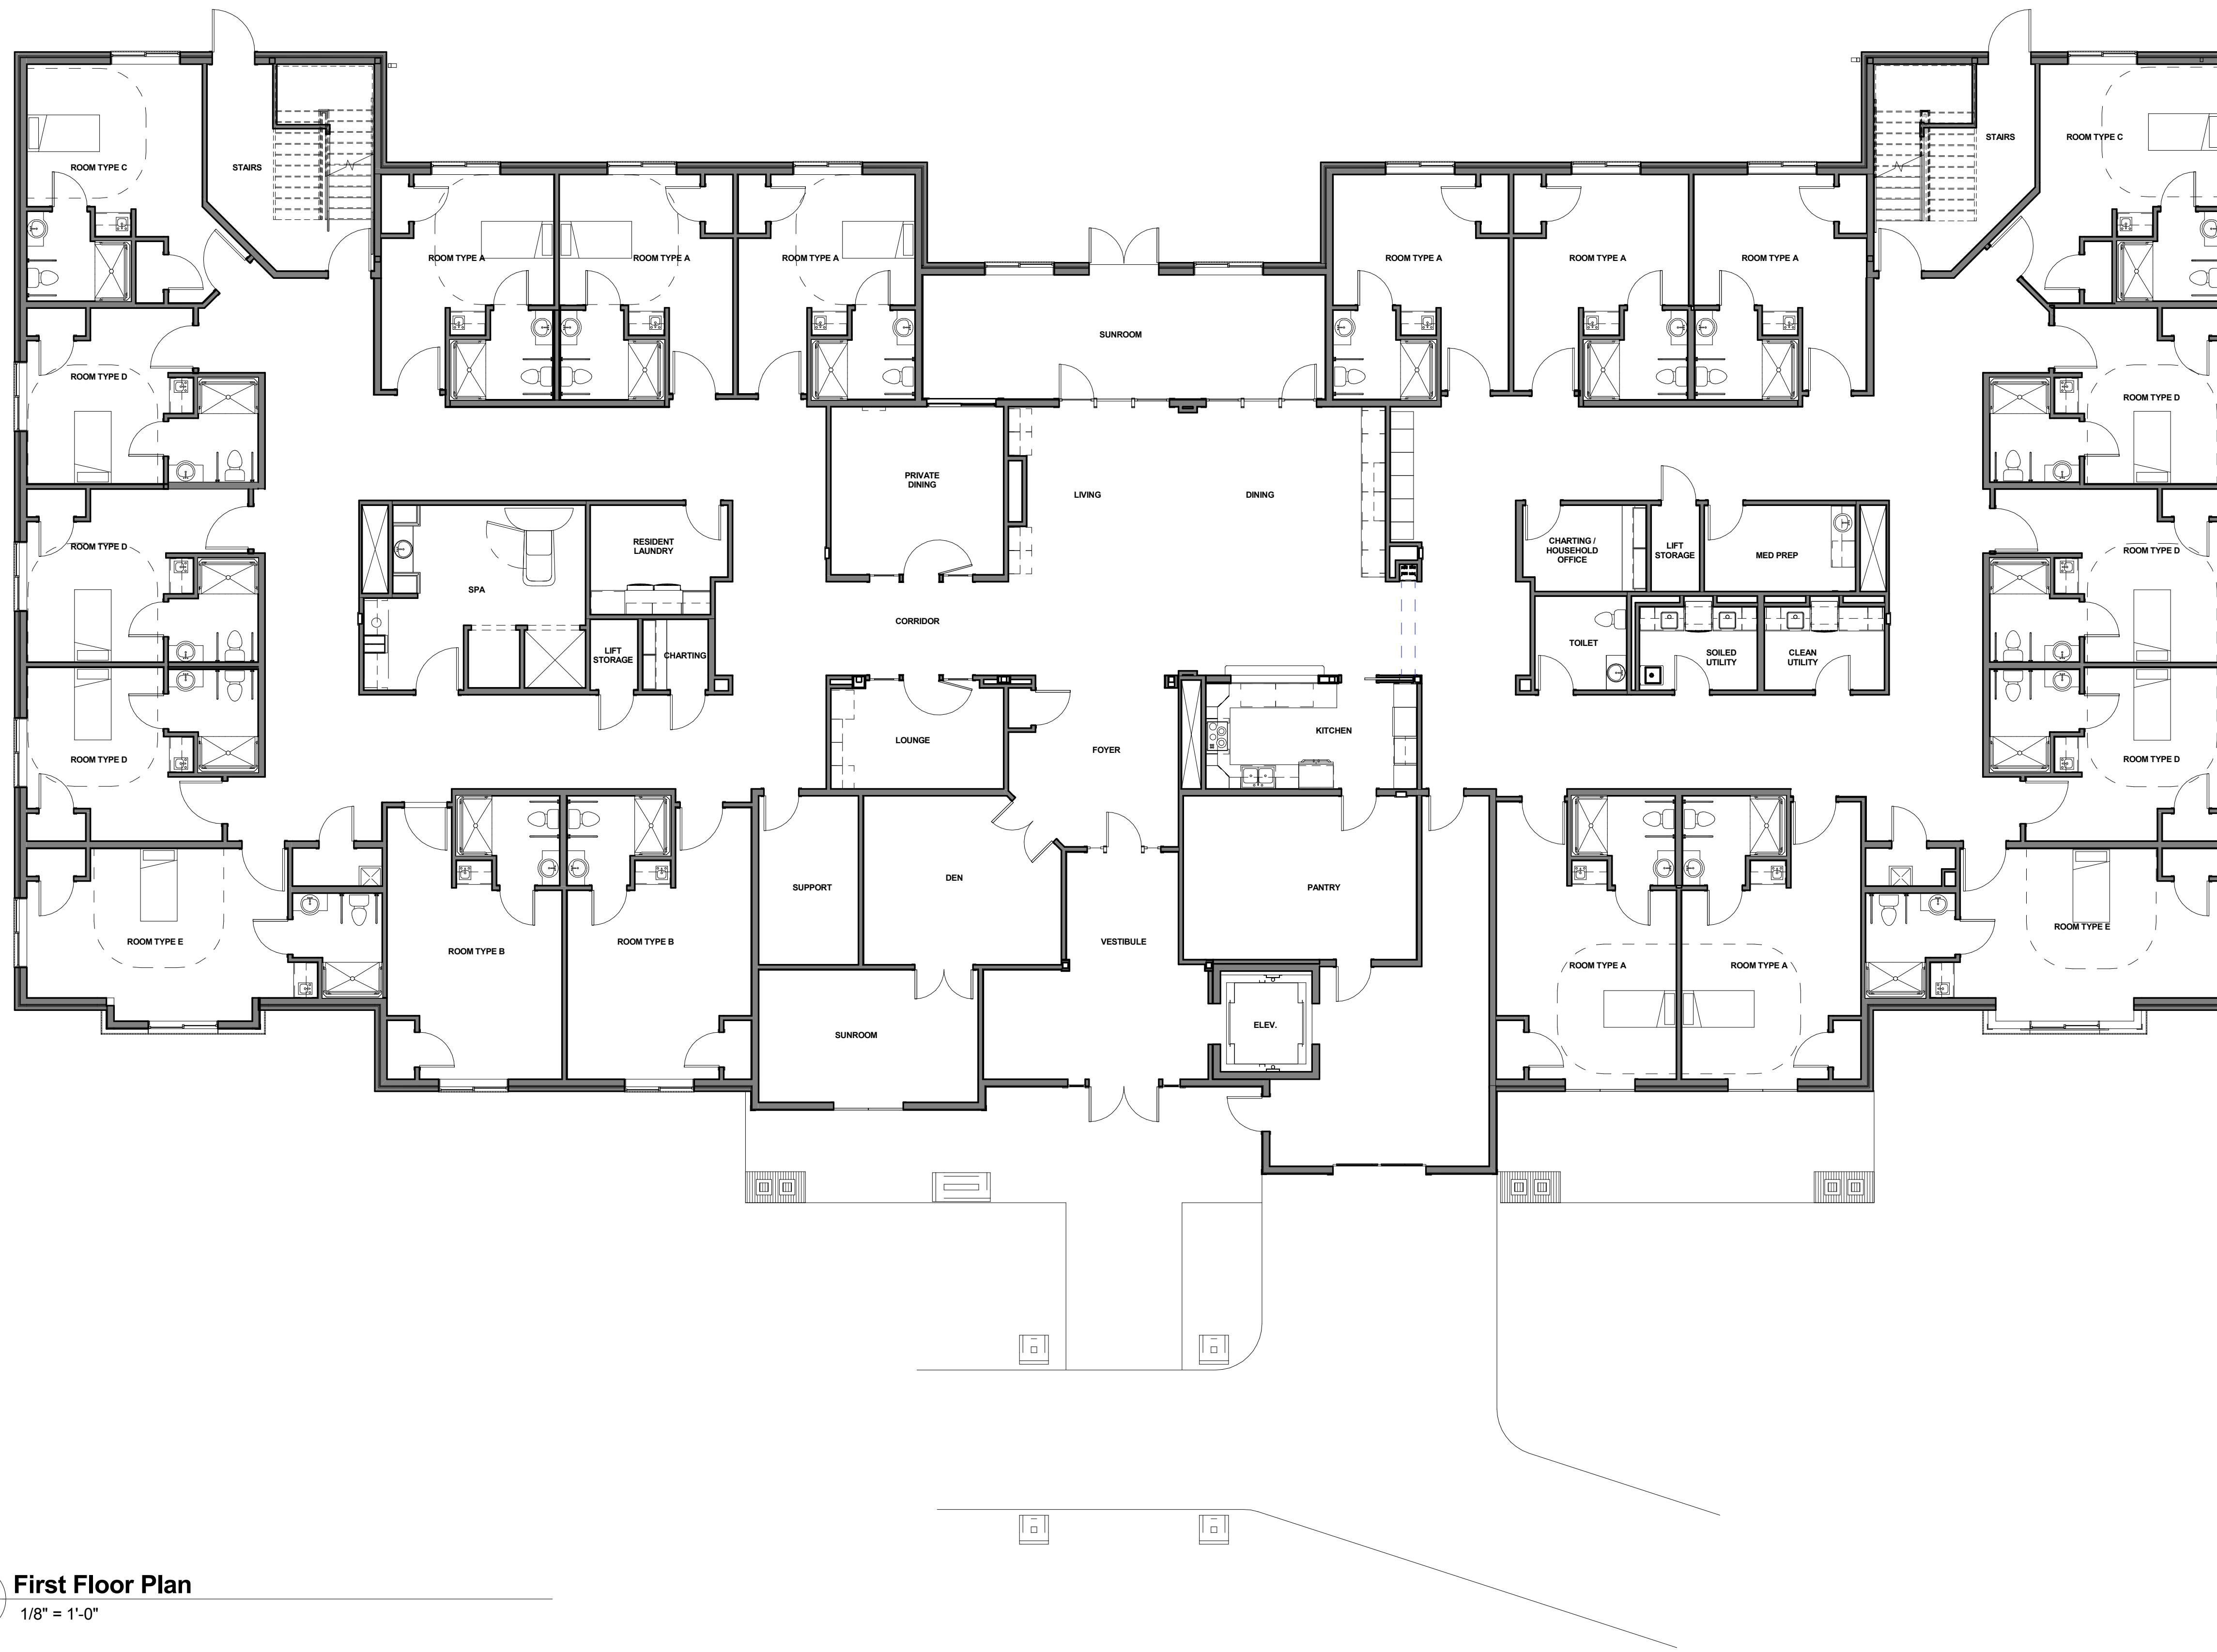 STAIRS
ROOM TYPE C
ROOM TYPE C
STAIRS
ROOM TYPE A
ROOM TYPE A
ROOM TYPE A
ROOM TYPE A
ROOM TYPE A
ROOM TYPE A
SUNROOM
ROOM TYPE D
ROOM TYPE D
PRIVATE
DINING
LIVING
DINING
RESIDENT
LAUNDRY
CHARTING /
HOUSEHOLD
OFFICE
LIFT
STORAGE
MED PREP
ROOM TYPE D
ROOM TYPE D
SPA
CORRIDOR
LIFT
STORAGE
CHARTING
TOILET
SOILED
UTILITY
CLEAN
UTILITY
LOUNGE
FOYER
KITCHEN
ROOM TYPE D
ROOM TYPE D
SUPPORT
DEN
PANTRY
ROOM TYPE E
ROOM TYPE B
ROOM TYPE B
VESTIBULE
ROOM TYPE A
ROOM TYPE A
ROOM TYPE E
SUNROOM
ELEV.
First Floor Plan
1/8" = 1'-0"